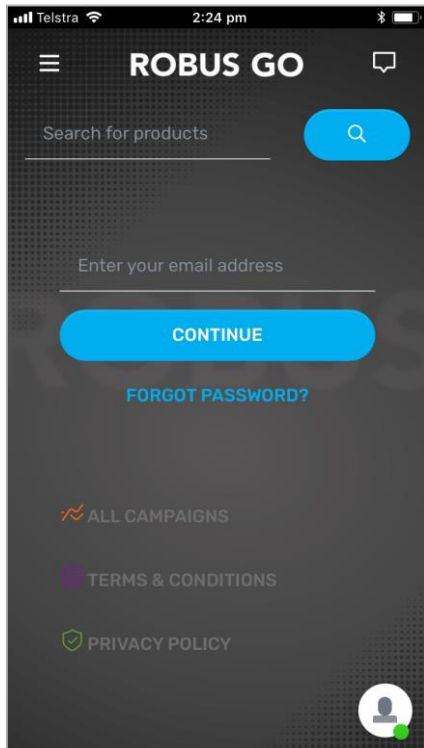 Telstra 2:24 pm
ROBUS GO
Search for products
Enter your email address
ROBUS
CONTINUE
FORGOT PASSWORD?
ALL CAMPAIGNS
TERMS & CONDITIONS
PRIVACY POLICY